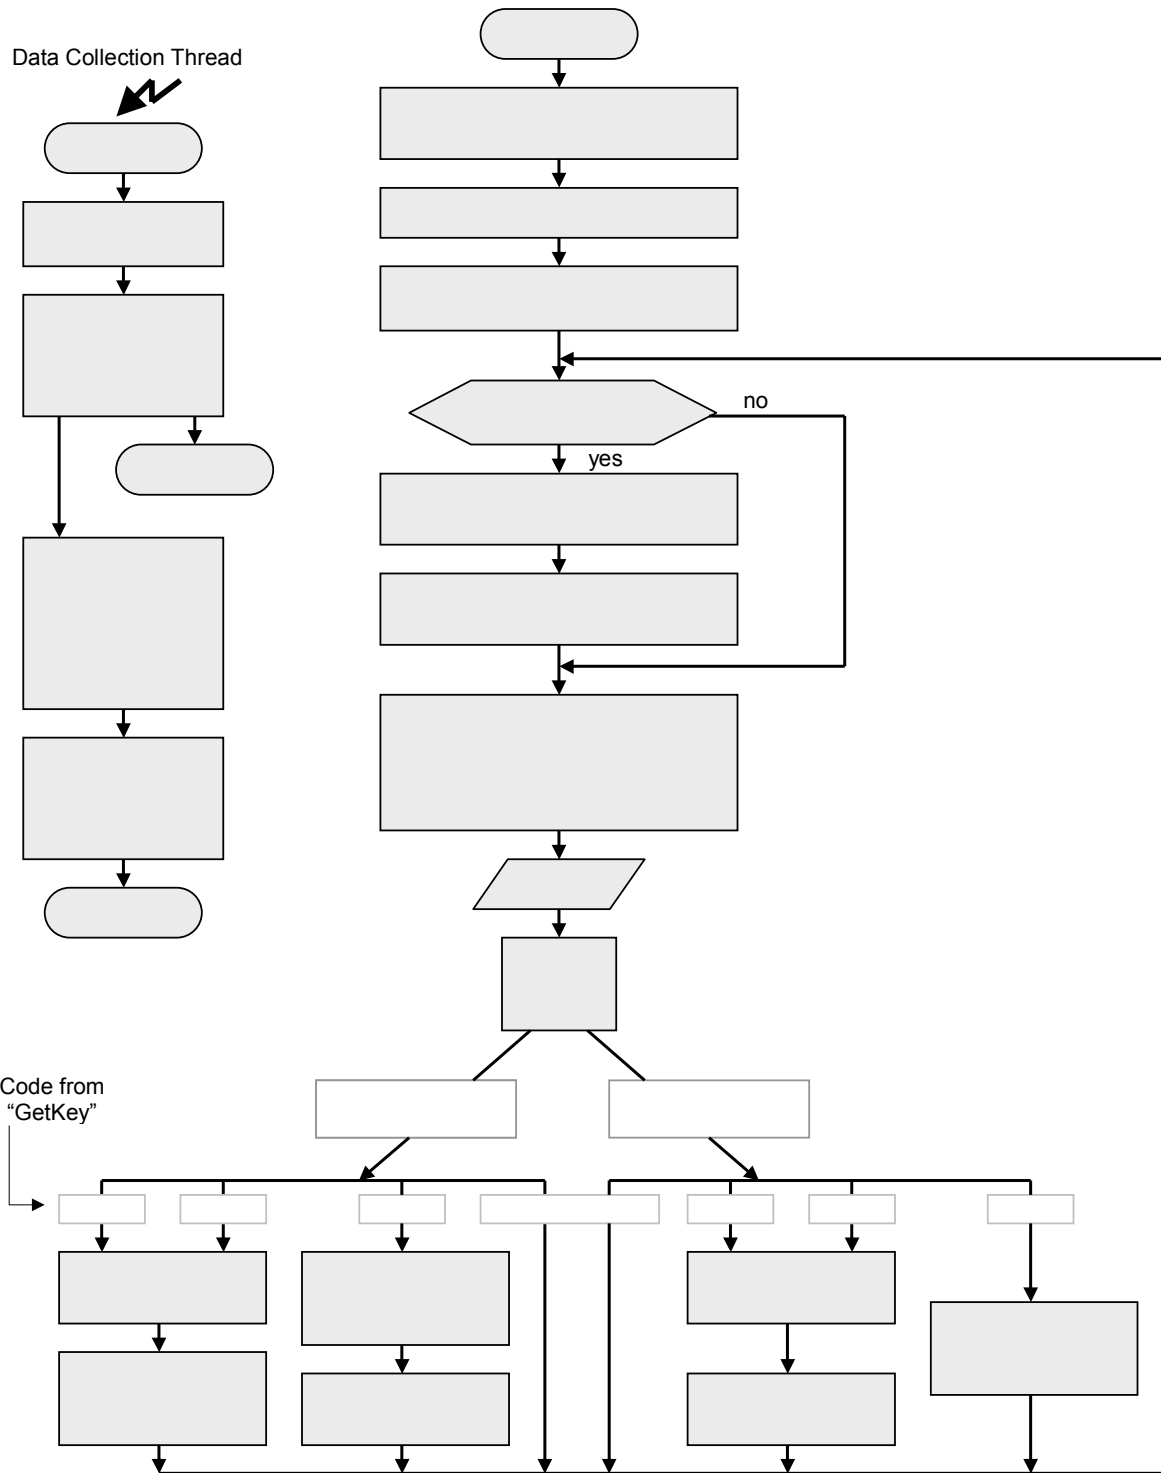 Data Collection Thread
no
yes
Code from
“GetKey”